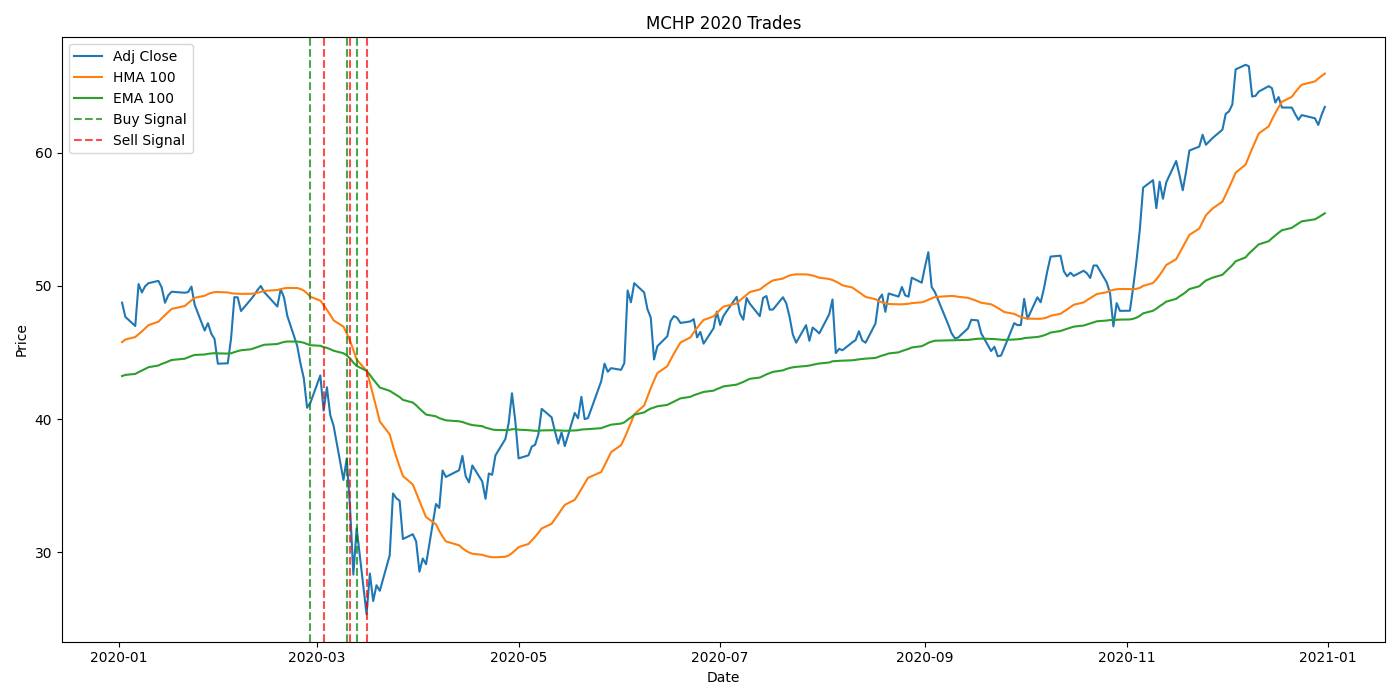 MCHP 2020 Trades
Adj Close
HMA 100
EMA 100
Buy Signal
Sell Signal
Price
60
50
40
30
2020-01
2020-03
2020-05
2020-07
2020-09
2020-11
2021-01
Date